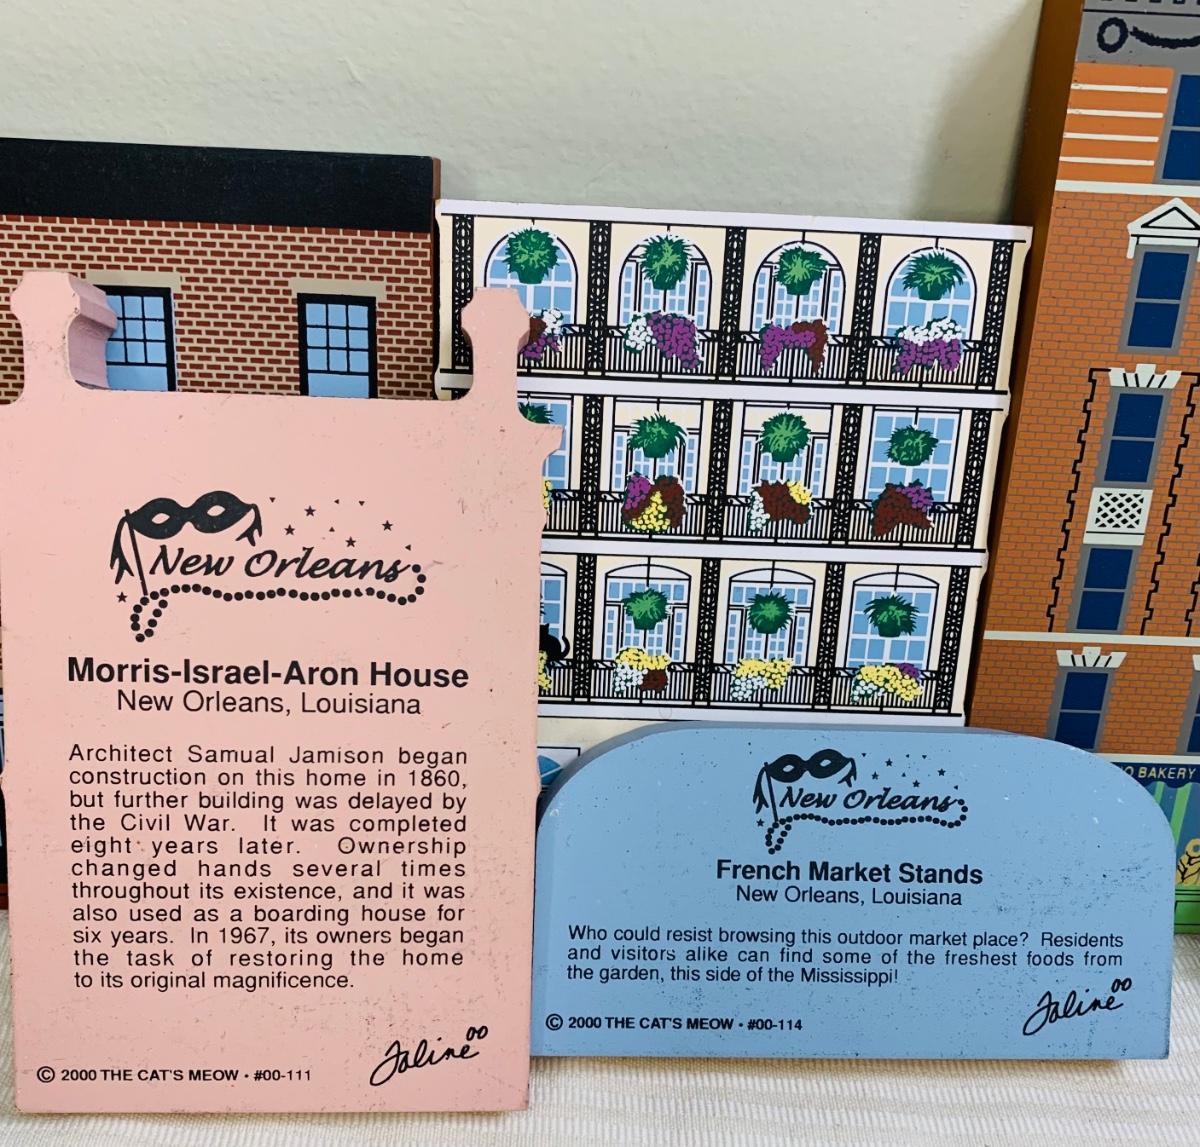 New Orleans
Morris-Israel-Aron House
New Orleans, Louisiana
Architect Samual Jamison began
construction on this home in 1860,
but further building was delayed by
the Civil War. It was completed
eight years later. Ownership
changed hands several times
throughout its existence, and it was
also used as a boarding house for
six years. In 1967, its owners began
the task of restoring the home
to its original magnificence.
Faline 00
© 2000 THE CAT'S MEOW • #00-111
New Orleans
French Market Stands
New Orleans, Louisiana
Who could resist browsing this outdoor market place? Residents
and visitors alike can find some of the freshest foods from
the garden, this side of the Mississippi!
Faline 00
© 2000 THE CAT'S MEOW • #00-114
BAKERY